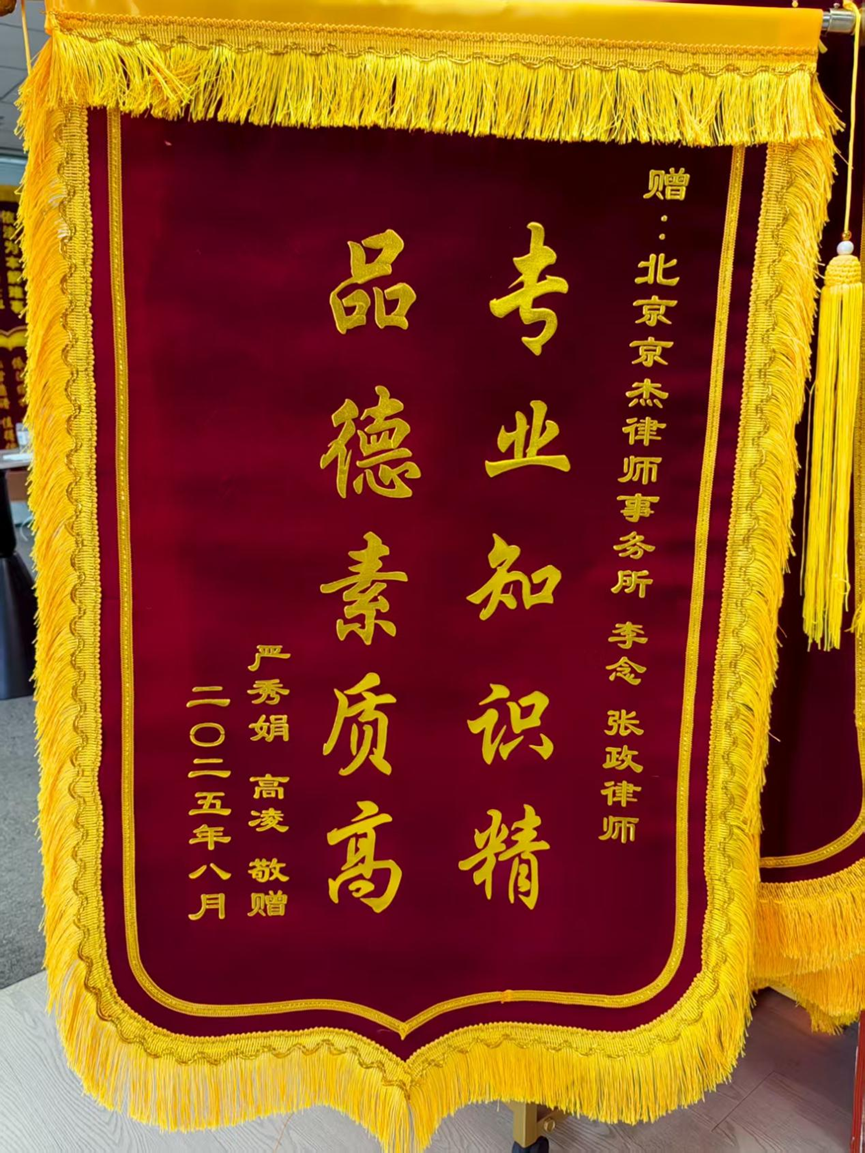 赠：北京京杰律师事务所 李念 张政律师
专业知识精
品德素质高
严秀娟 高凌 敬赠
二〇二五年八月